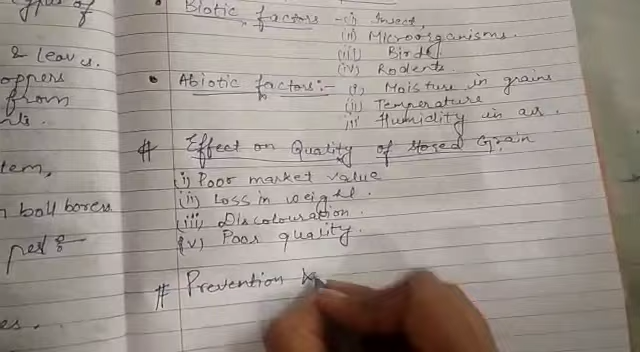 & leaves.
oppers
from
tem,
n ball borers
pest :-
es.
• Biotic factors - (i) Insect,
(ii) Microorganisms.
(iii) Birds
(iv) Rodents.
• Abiotic factors:- (i) Moisture in grains
(ii) Temperature
(iii Humidity in air.
# Effect on Quality of Stored Grain
(i) Poor market value
(ii) Loss in weight.
(iii) Discolouration.
(iv) Poor quality.
# Prevention